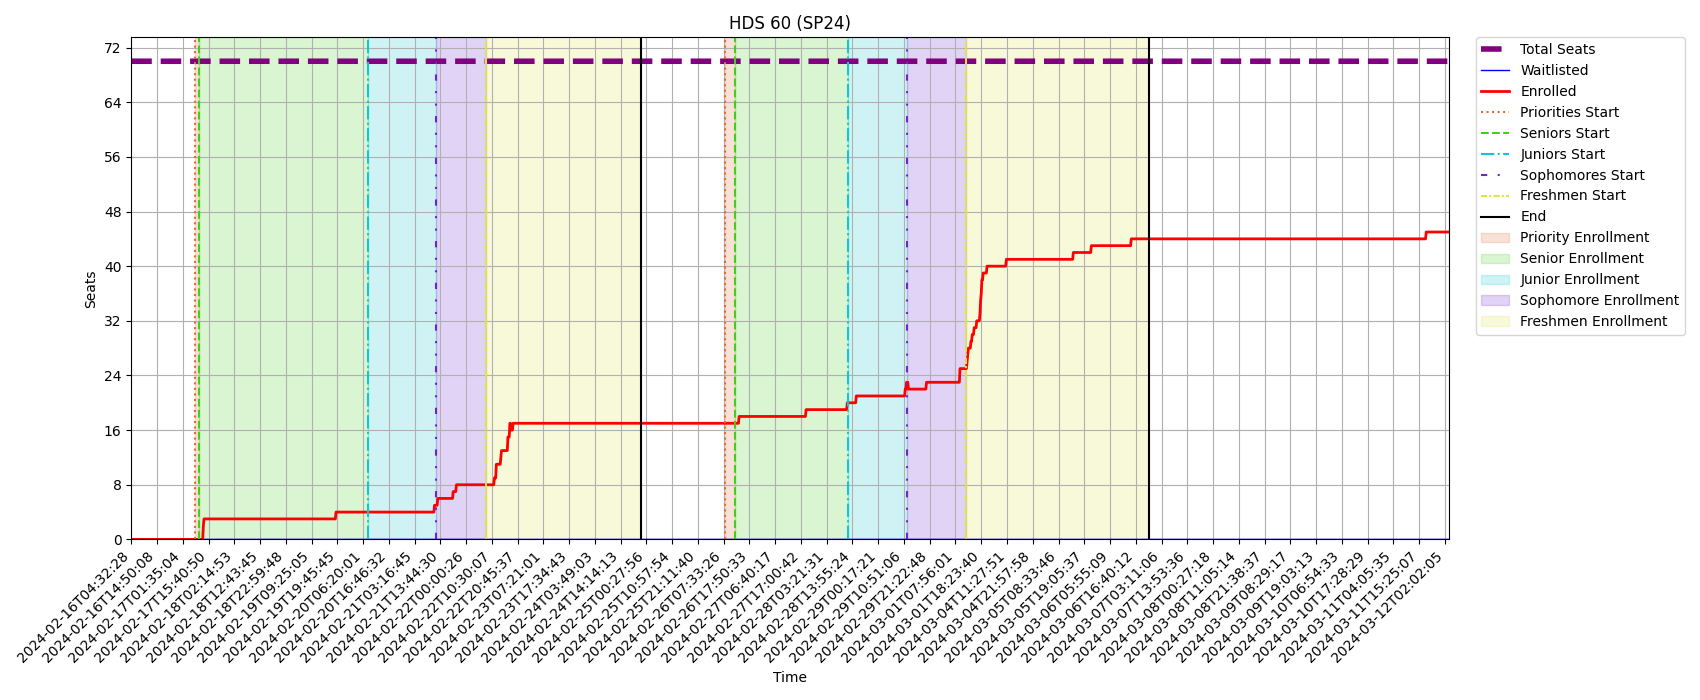 HDS 60 (SP24)
Seats
72
64
56
48
40
32
24
16
8
0
2024-02-16T04:32:28
2024-02-16T14:50:08
2024-02-17T01:35:04
2024-02-17T15:40:50
2024-02-18T02:14:53
2024-02-18T12:43:45
2024-02-18T22:59:48
2024-02-19T09:25:05
2024-02-19T19:45:45
2024-02-20T06:20:01
2024-02-20T16:46:32
2024-02-21T03:16:45
2024-02-21T13:44:30
2024-02-22T00:00:26
2024-02-22T10:30:07
2024-02-22T20:45:37
2024-02-23T07:21:01
2024-02-23T17:34:43
2024-02-24T03:49:03
2024-02-24T14:14:13
2024-02-25T00:27:56
2024-02-25T10:57:54
2024-02-25T21:11:40
2024-02-26T07:33:26
2024-02-26T17:50:33
2024-02-27T06:40:17
2024-02-27T17:00:42
2024-02-28T03:21:31
2024-02-28T13:55:24
2024-02-29T00:17:21
2024-02-29T10:51:06
2024-02-29T21:22:48
2024-03-01T07:56:01
2024-03-01T18:23:40
2024-03-04T11:27:51
2024-03-04T21:57:58
2024-03-05T08:33:46
2024-03-05T19:05:37
2024-03-06T05:55:09
2024-03-06T16:40:12
2024-03-07T03:11:06
2024-03-07T13:53:36
2024-03-08T00:27:18
2024-03-08T11:05:14
2024-03-08T21:38:37
2024-03-09T08:29:17
2024-03-09T19:03:13
2024-03-10T06:54:33
2024-03-10T17:28:29
2024-03-11T04:05:35
2024-03-11T15:25:07
2024-03-12T02:02:05
Time
Total Seats
Waitlisted
Enrolled
Priorities Start
Seniors Start
Juniors Start
Sophomores Start
Freshmen Start
End
Priority Enrollment
Senior Enrollment
Junior Enrollment
Sophomore Enrollment
Freshmen Enrollment